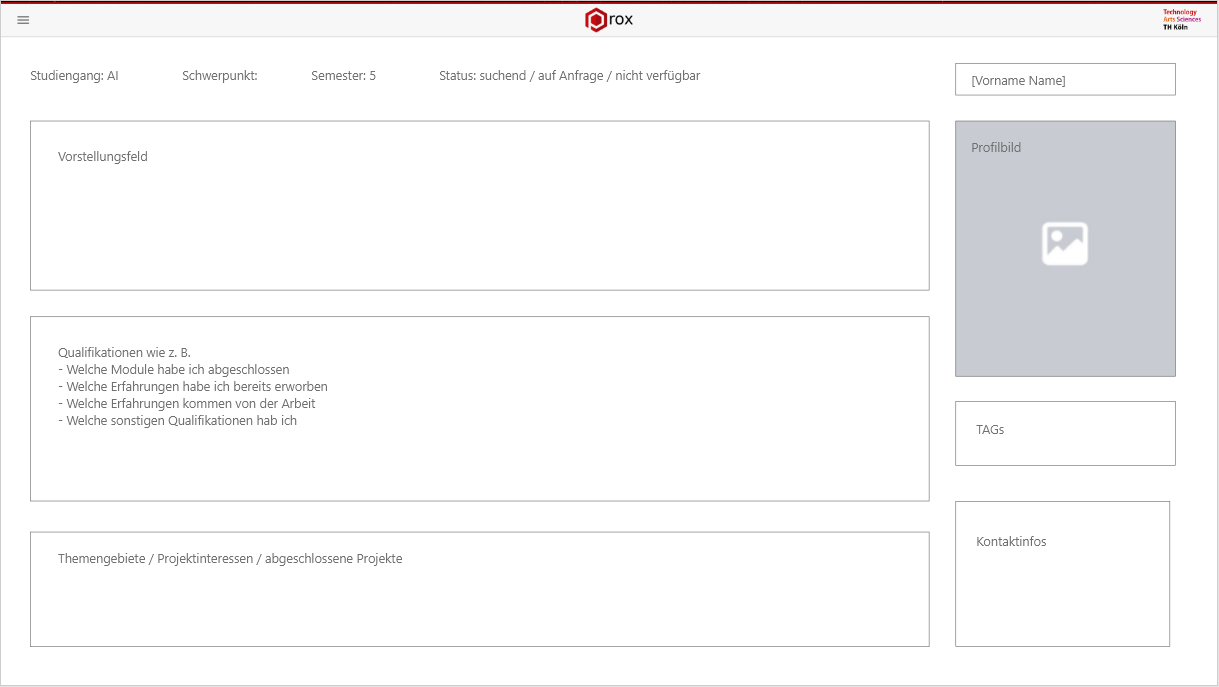 rox
Technology
Arts Sciences
TH Köln
Studiengang: AI
Schwerpunkt:
Semester: 5
Status: suchend / auf Anfrage / nicht verfügbar
[Vorname Name]
Vorstellungsfeld
Profilbild
Qualifikationen wie z. B.
- Welche Module habe ich abgeschlossen
- Welche Erfahrungen habe ich bereits erworben
- Welche Erfahrungen kommen von der Arbeit
- Welche sonstigen Qualifikationen hab ich
TAGs
Themengebiete / Projektinteressen / abgeschlossene Projekte
Kontaktinfos